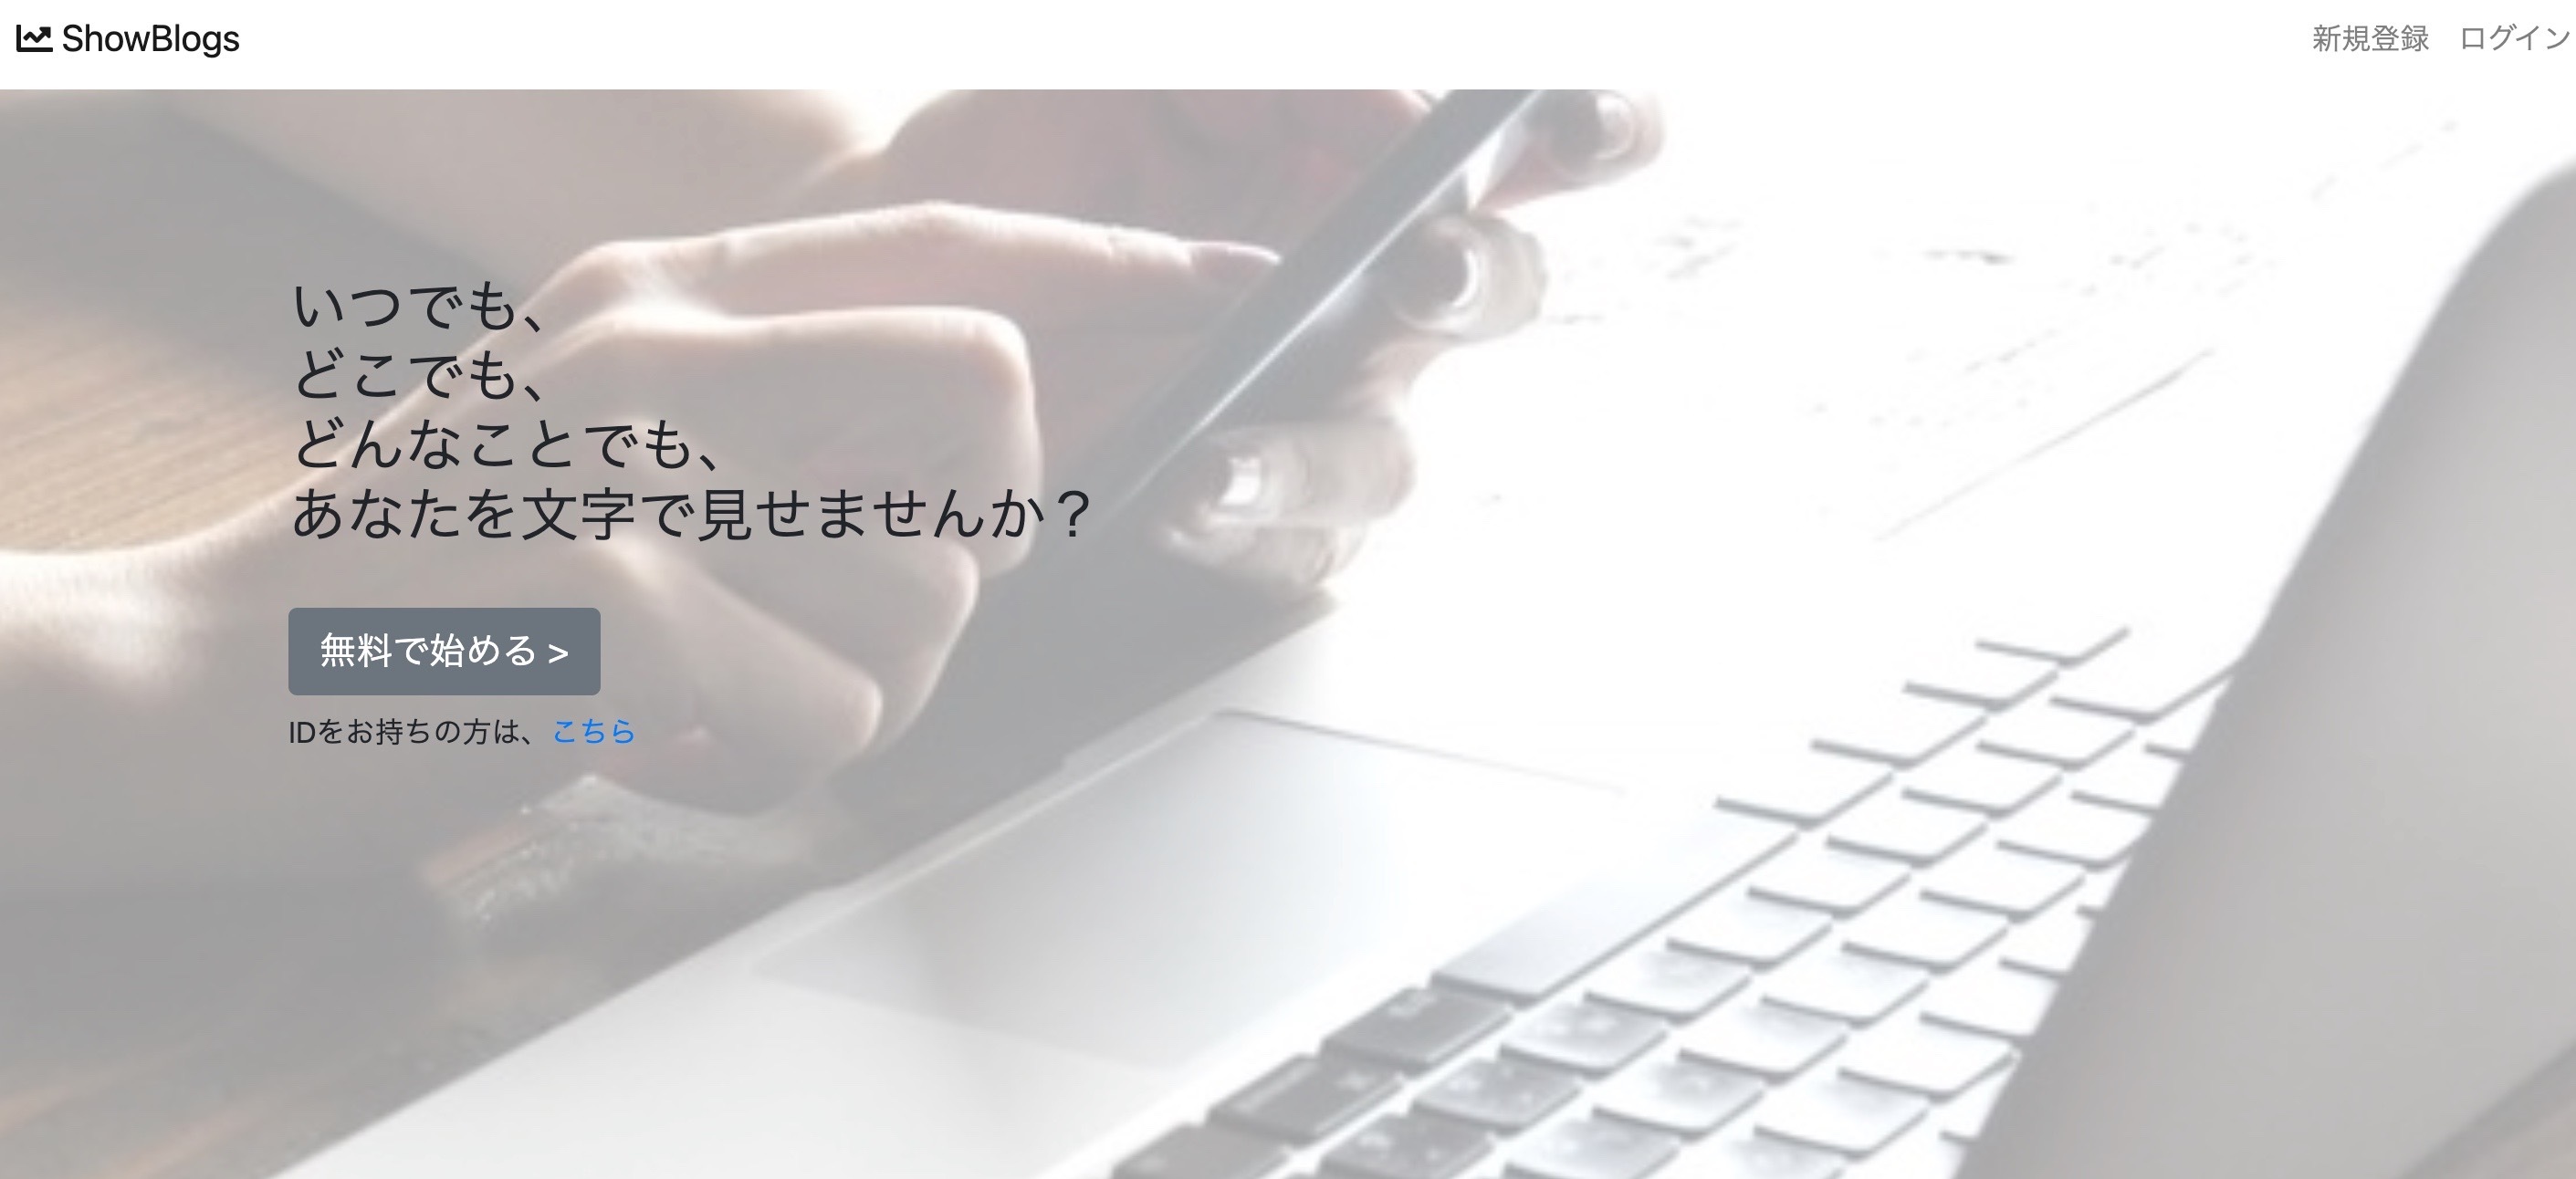 ShowBlogs
新規登録 ログイン
いつでも、
どこでも、
どんなことでも、
あなたを文字で見せませんか？
無料で始める >
IDをお持ちの方は、こちら